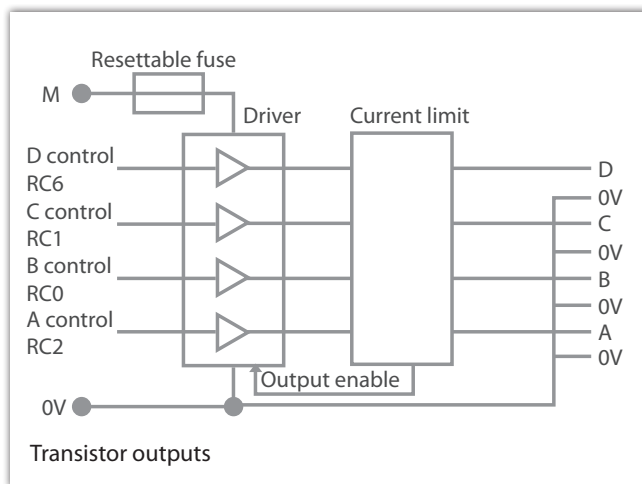 Resettable fuse
M
Driver
Current limit
D control
RC6
D
0V
C control
RC1
C
0V
B control
RC0
B
0V
A control
RC2
A
0V
Output enable
0V
Transistor outputs